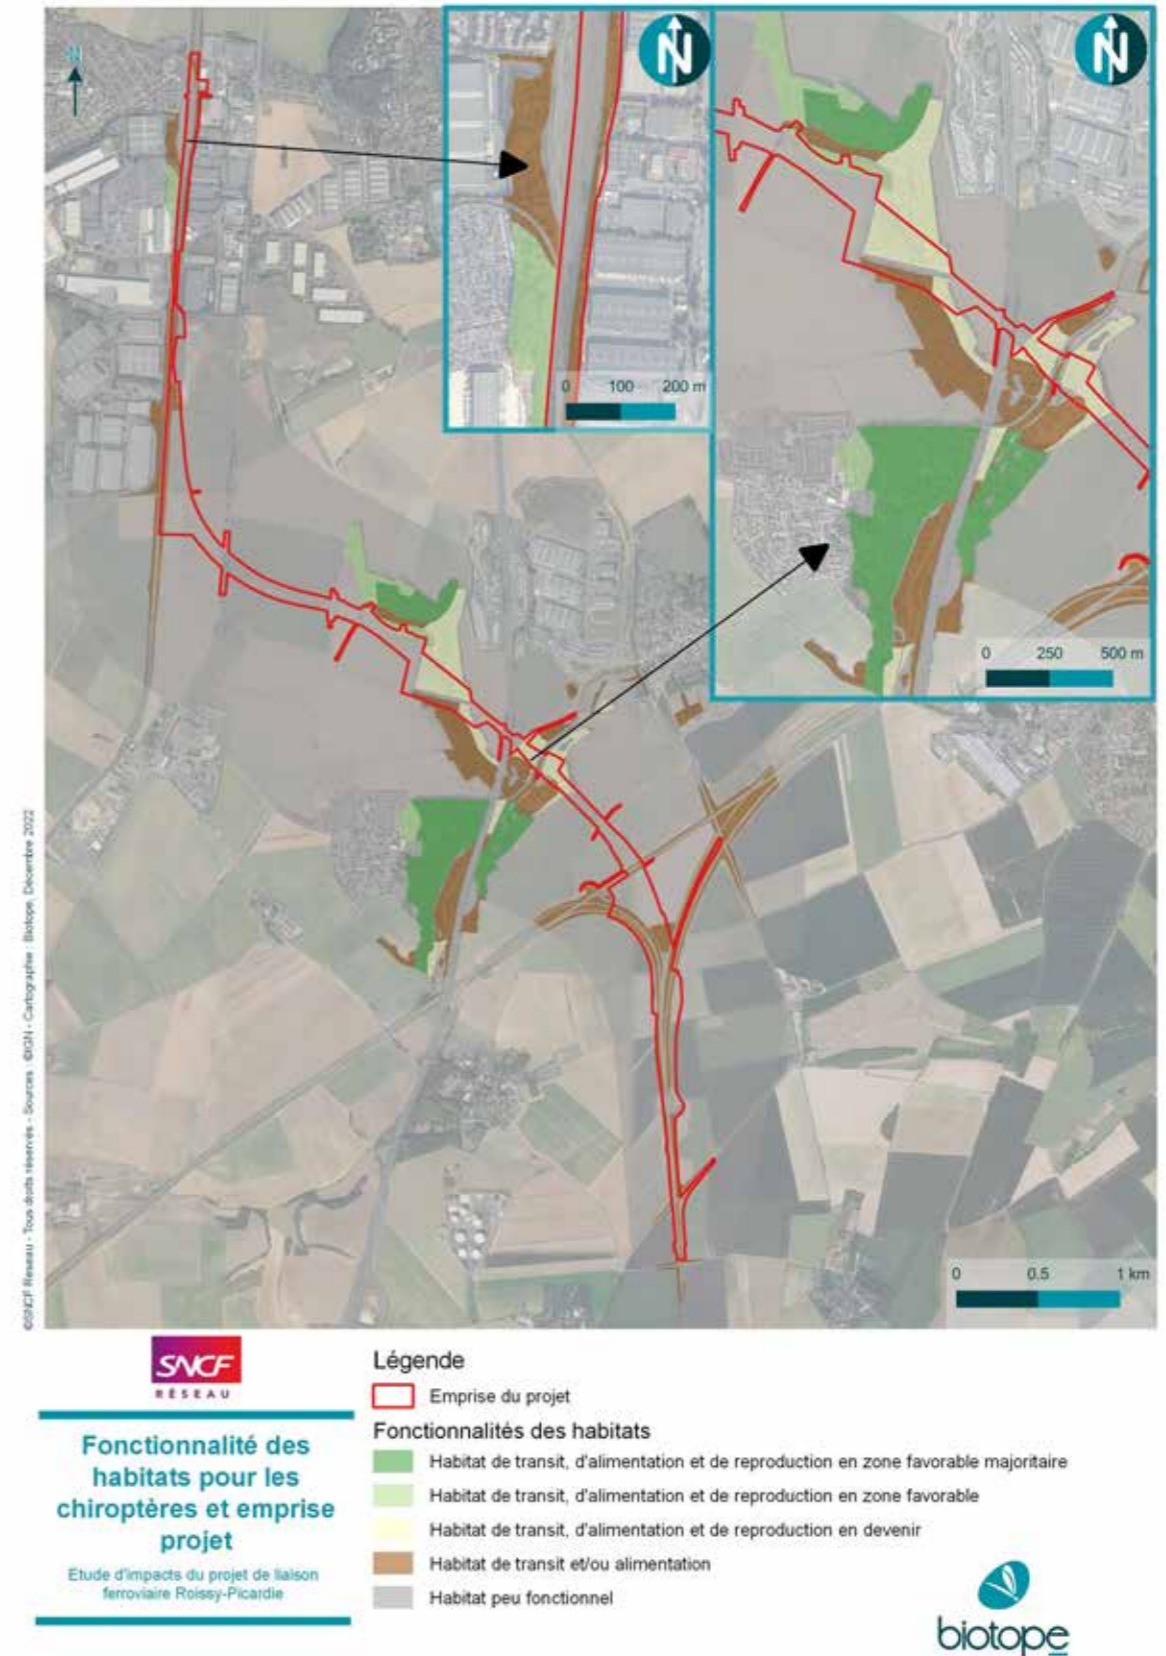 N
N
N
0 100 200 m
0 250 500 m
0 0.5 1 km
©SNCF Réseau - Tous droits réservés - Sources : ©IGN - Cartographie : Biotope, Décembre 2022
SNCF
RÉSEAU
Fonctionnalité des
habitats pour les
chiroptères et emprise
projet
Etude d'impacts du projet de liaison
ferroviaire Roissy-Picardie
Légende
Emprise du projet
Fonctionnalités des habitats
Habitat de transit, d'alimentation et de reproduction en zone favorable majoritaire
Habitat de transit, d'alimentation et de reproduction en zone favorable
Habitat de transit, d'alimentation et de reproduction en devenir
Habitat de transit et/ou alimentation
Habitat peu fonctionnel
biotope